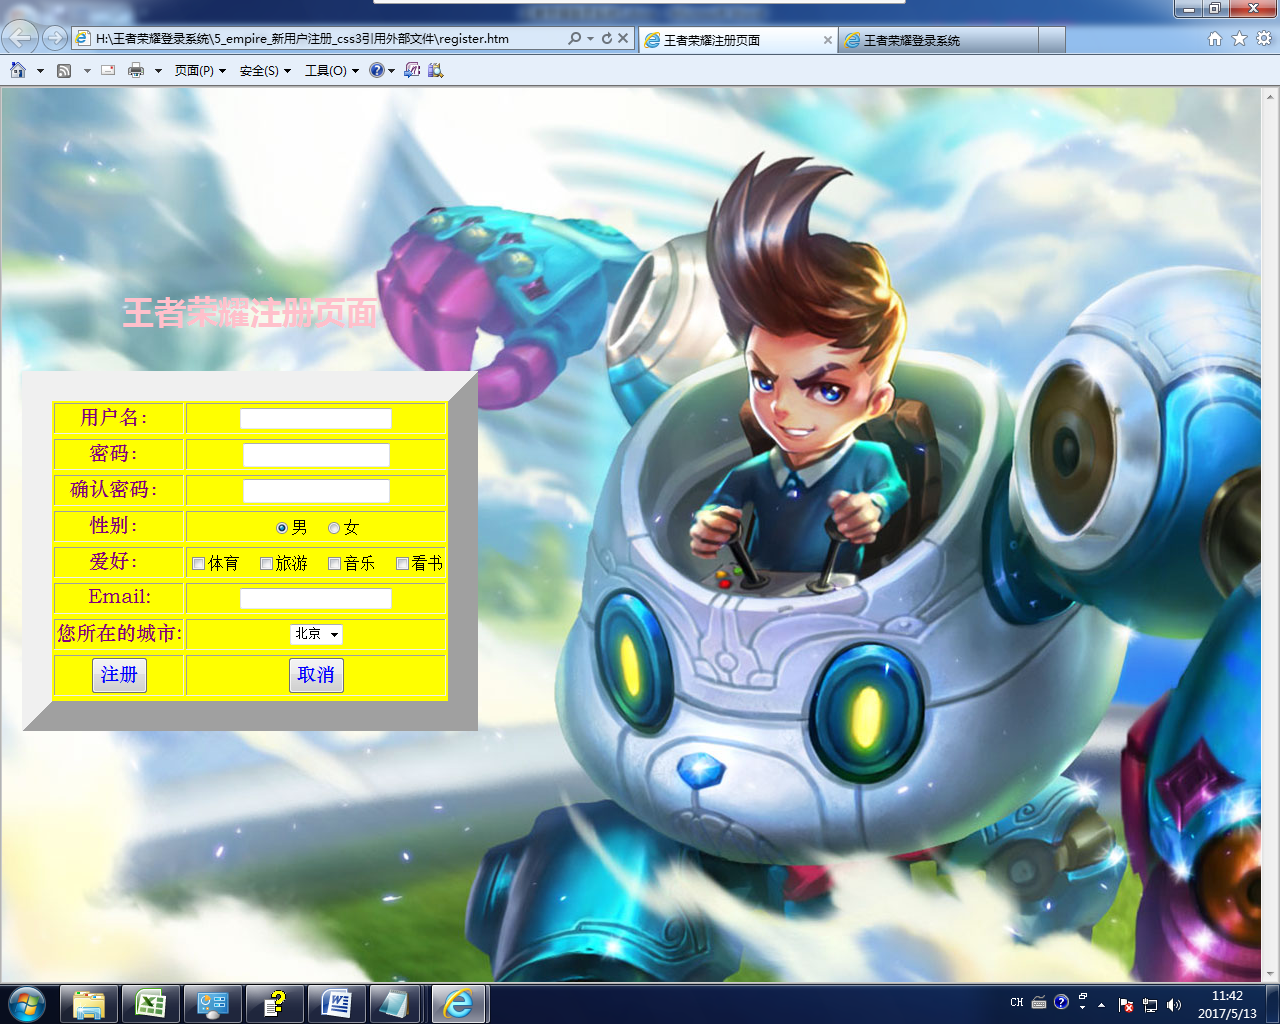 H:\王者荣耀登录系统\5_empire_新用户注册_css3引用外部文件\register.htm
王者荣耀注册页面
王者荣耀登录系统
页面(P)
安全(S)
工具(O)
王者荣耀注册页面
用户名：
密码：
确认密码：
性别：
男 女
爱好：
体育 旅游 音乐 看书
Email:
您所在的城市:
北京
注册
取消
CH
11:42
2017/5/13